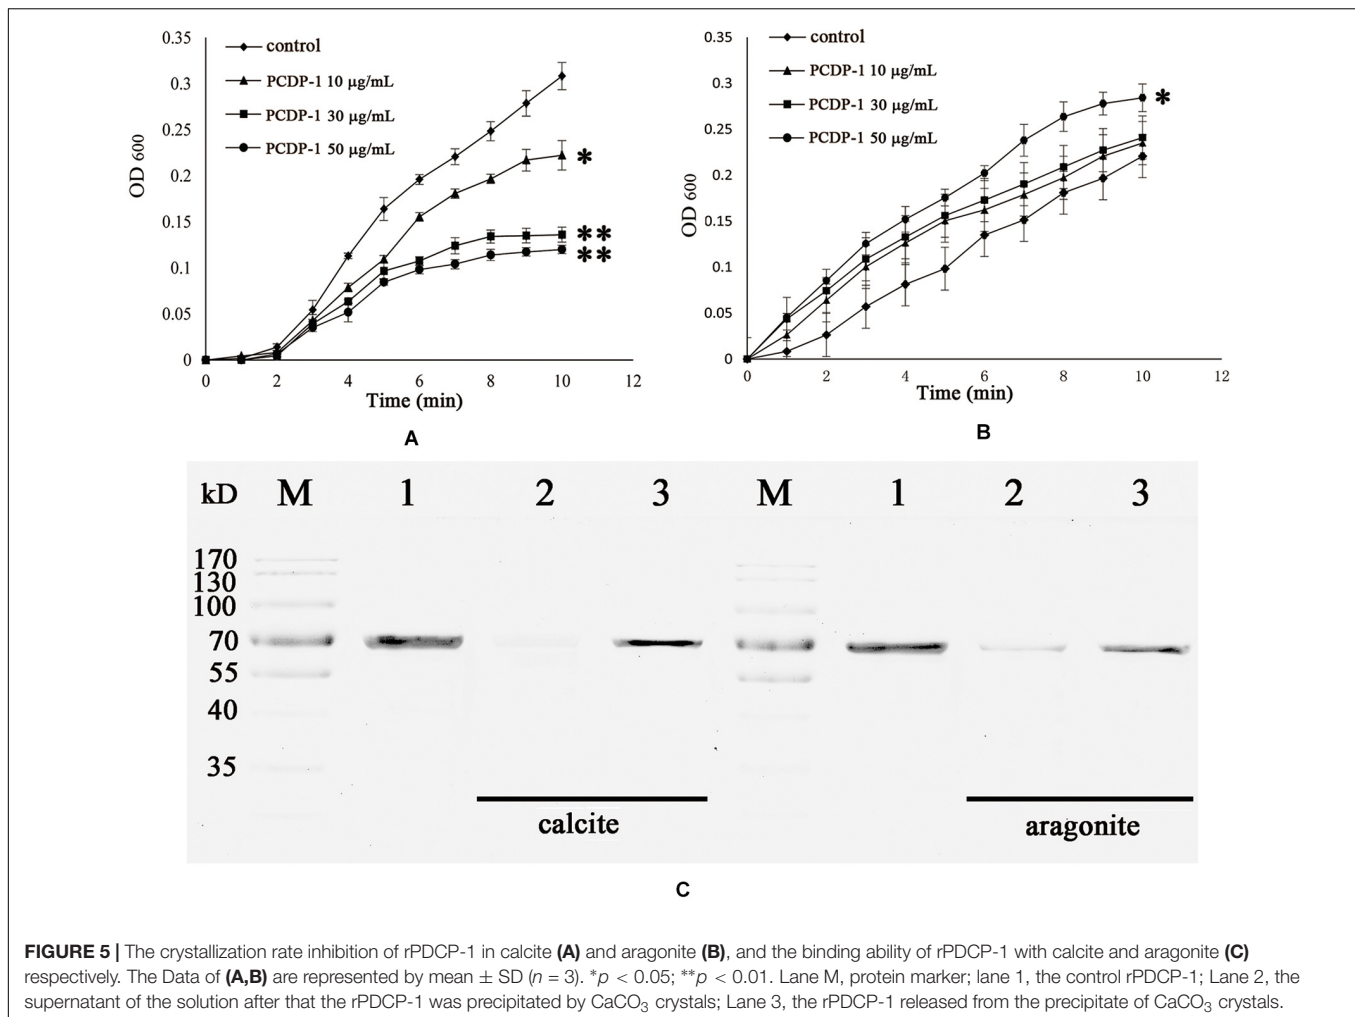 0.35
0.3
0.25
0.2
0.15
0.1
0.05
0
OD 600
control
PCDP-1 10 μg/mL
PCDP-1 30 μg/mL
PCDP-1 50 μg/mL
*
**
**
0 2 4 6 8 10 12
Time (min)
A
0.35
0.3
0.25
0.2
0.15
0.1
0.05
0
OD 600
control
PCDP-1 10 μg/mL
PCDP-1 30 μg/mL
PCDP-1 50 μg/mL
*
0 2 4 6 8 10 12
Time (min)
B
kD M 1 2 3 M 1 2 3
170
130
100
70
55
40
35
calcite aragonite
C
FIGURE 5 | The crystallization rate inhibition of rPDCP-1 in calcite (A) and aragonite (B), and the binding ability of rPDCP-1 with calcite and aragonite (C)
respectively. The Data of (A,B) are represented by mean ± SD (n = 3). *p < 0.05; **p < 0.01. Lane M, protein marker; lane 1, the control rPDCP-1; Lane 2, the
supernatant of the solution after that the rPDCP-1 was precipitated by CaCO3 crystals; Lane 3, the rPDCP-1 released from the precipitate of CaCO3 crystals.